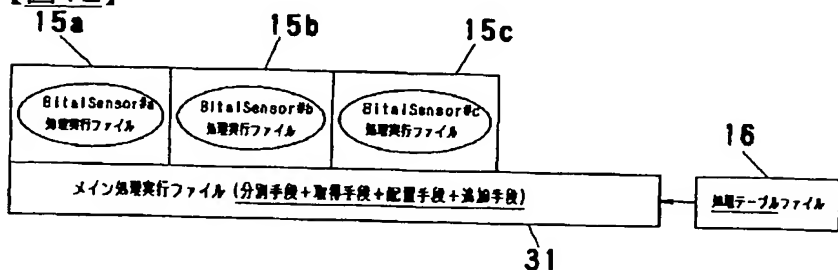 15a
15b
15c
BitalSensor#a
処理実行ファイル
BitalSensor#b
処理実行ファイル
BitalSensor#c
処理実行ファイル
16
メイン処理実行ファイル(分別手段+取得手段+配置手段+追加手段)
処理テーブルファイル
31